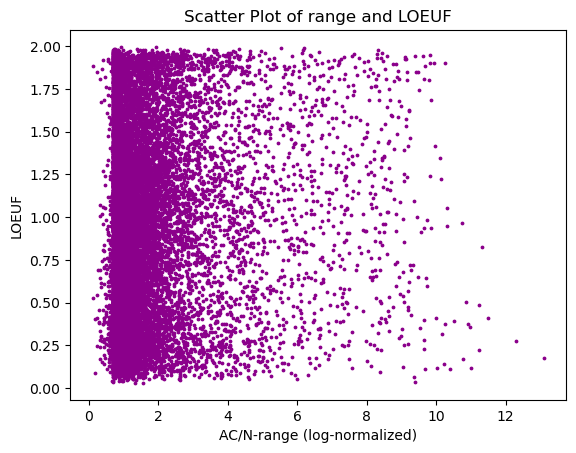 Scatter Plot of range and LOEUF
2.00
1.75
1.50
1.25
1.00
0.75
0.50
0.25
0.00
LOEUF
0 2 4 6 8 10 12
AC/N-range (log-normalized)